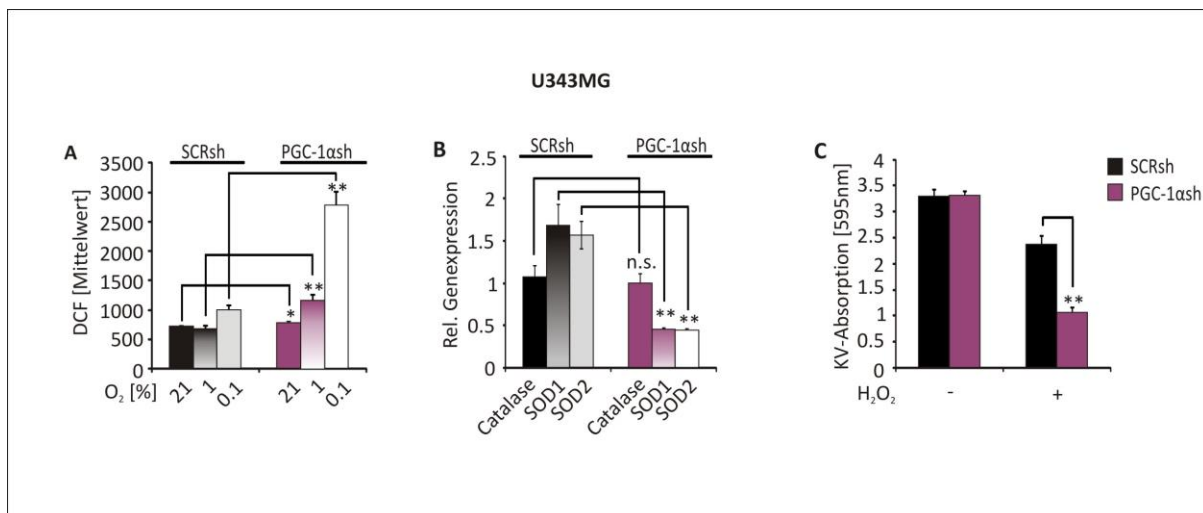 U343MG
A
SCRsh
PGC-1αsh
DCF [Mittelwert]
3500
3000
2500
2000
1500
1000
500
0
*
**
**
O₂ [%]
21
1
0.1
21
1
0.1
B
SCRsh
PGC-1αsh
Rel. Genexpression
2.5
2
1.5
1
0.5
0
n.s.
**
**
Catalase
SOD1
SOD2
Catalase
SOD1
SOD2
C
SCRsh
PGC-1αsh
KV-Absorption [595nm]
4
3.5
3
2.5
2
1.5
1
0.5
0
**
H₂O₂
-
+